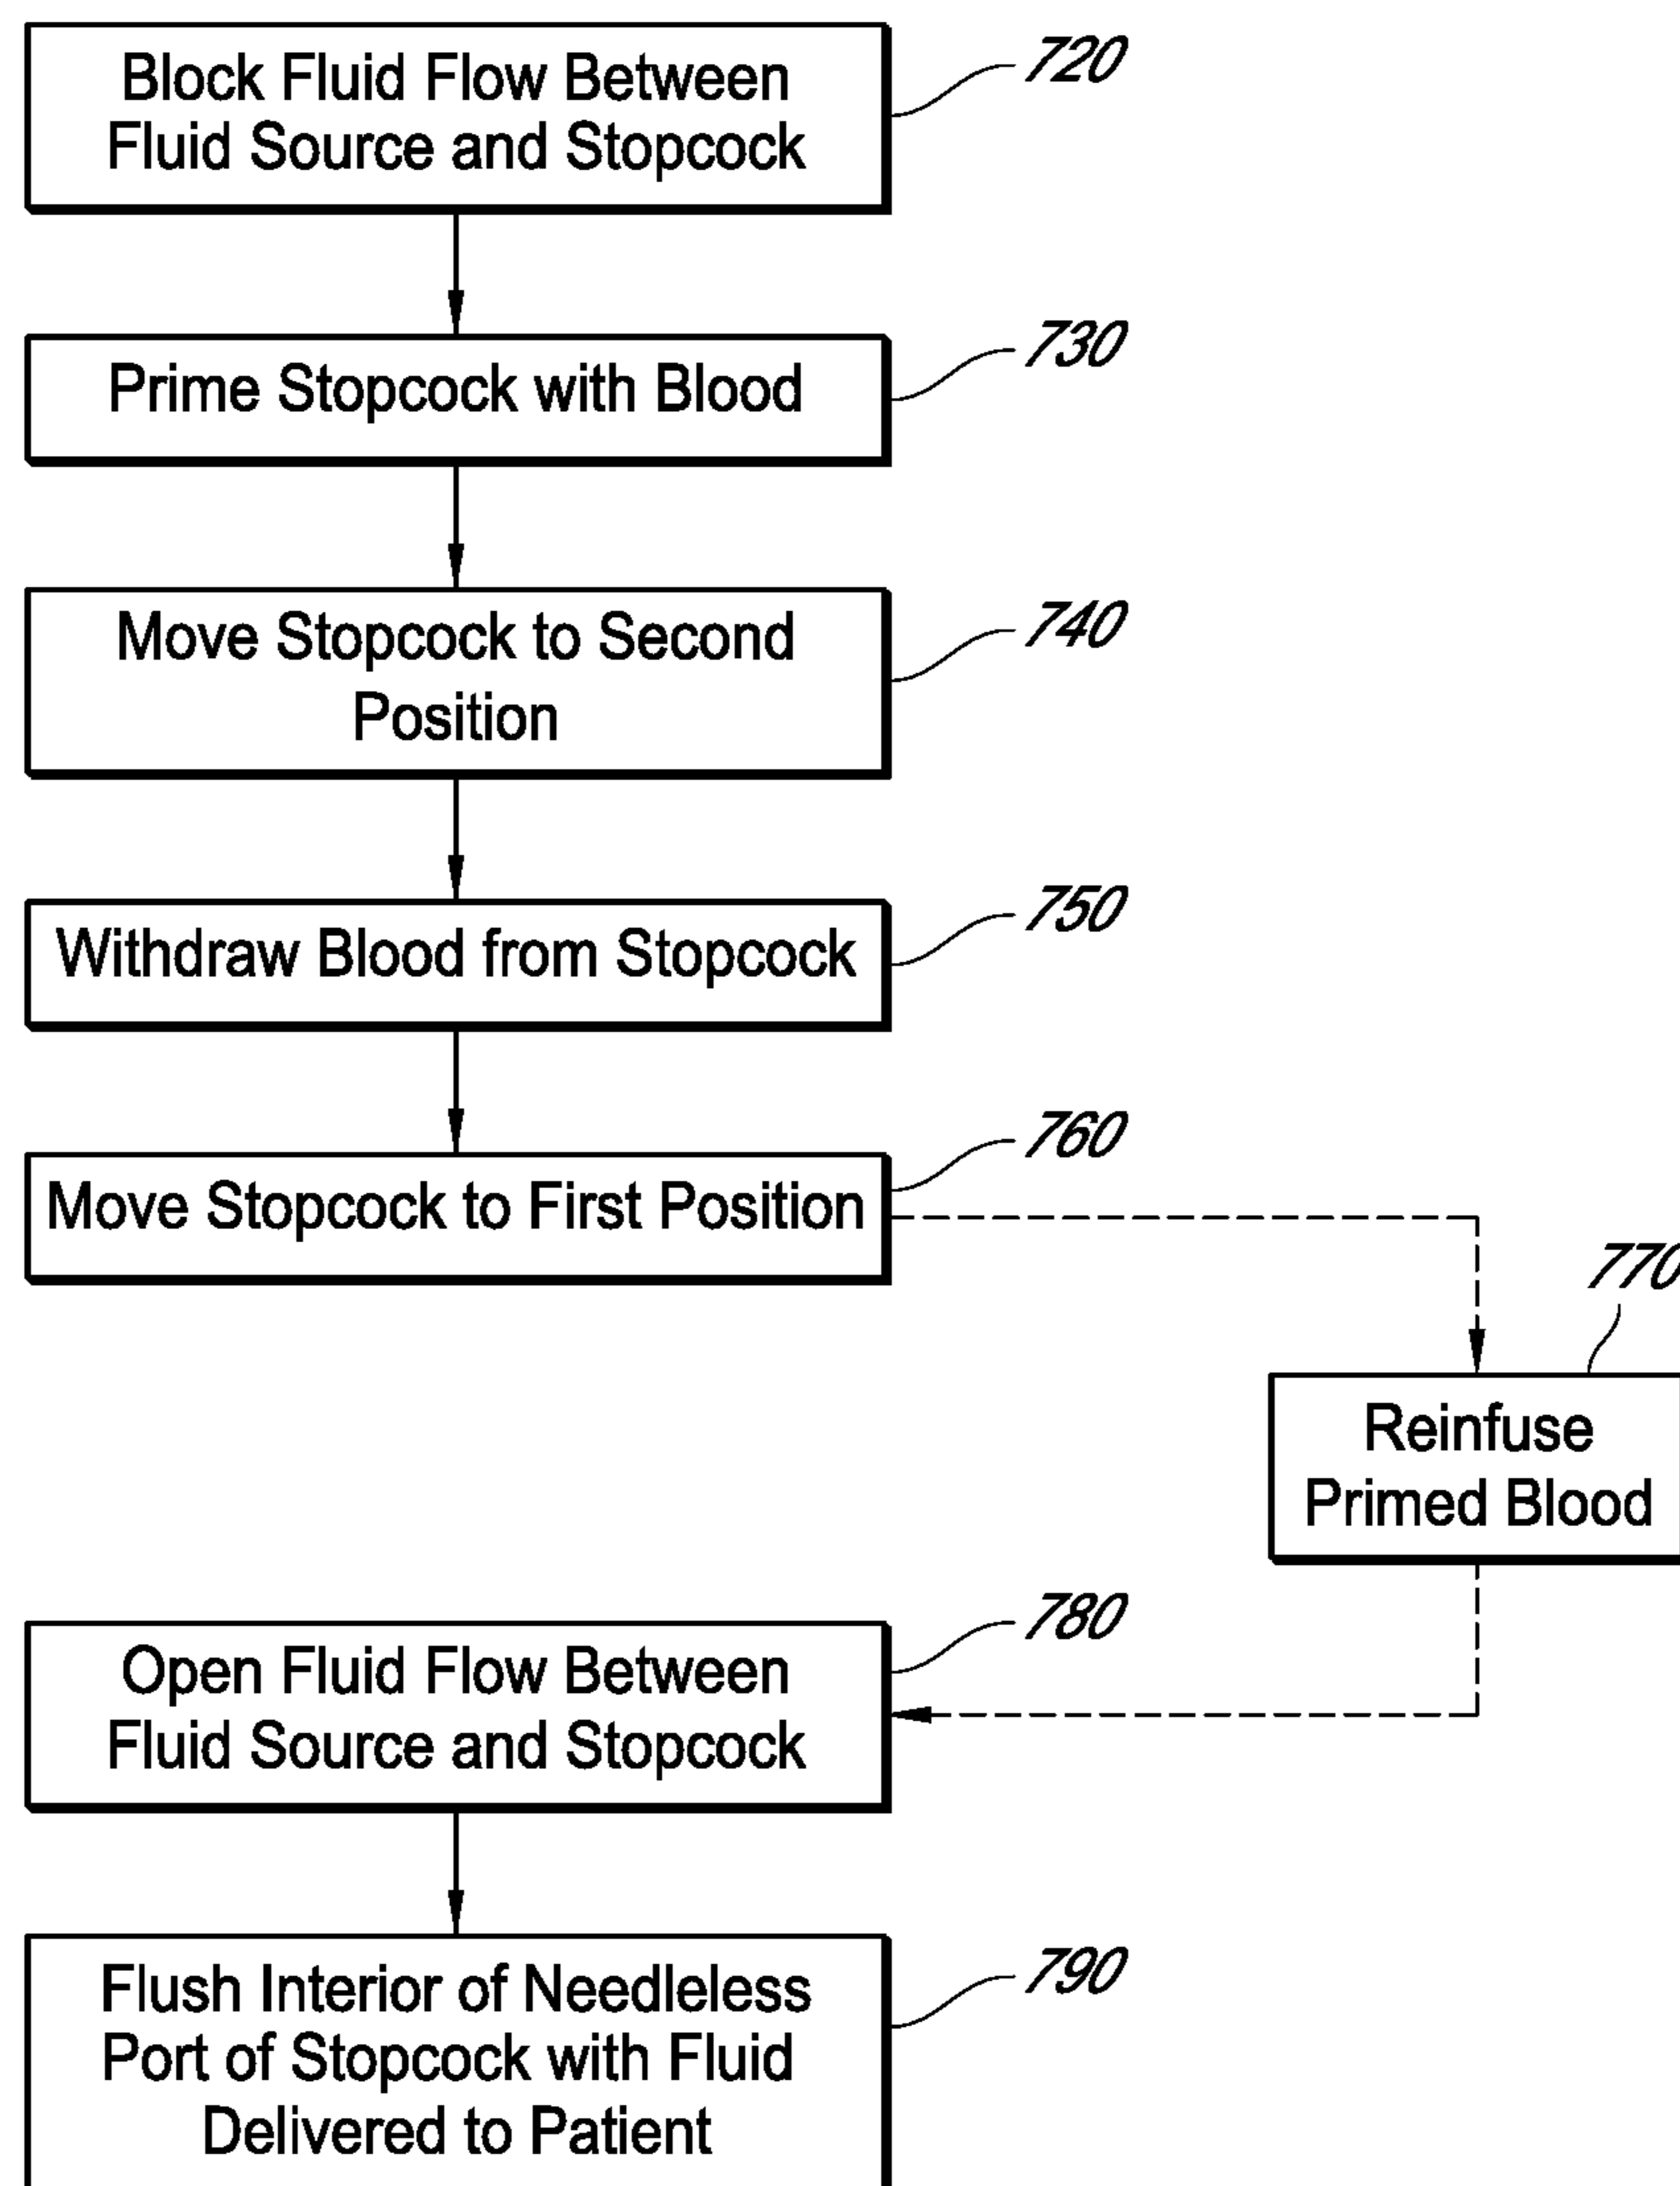 Block Fluid Flow Between
Fluid Source and Stopcock
720
Prime Stopcock with Blood
730
Move Stopcock to Second
Position
740
Withdraw Blood from Stopcock
750
Move Stopcock to First Position
760
770
Reinfuse
Primed Blood
Open Fluid Flow Between
Fluid Source and Stopcock
780
Flush Interior of Needleless
Port of Stopcock with Fluid
Delivered to Patient
790